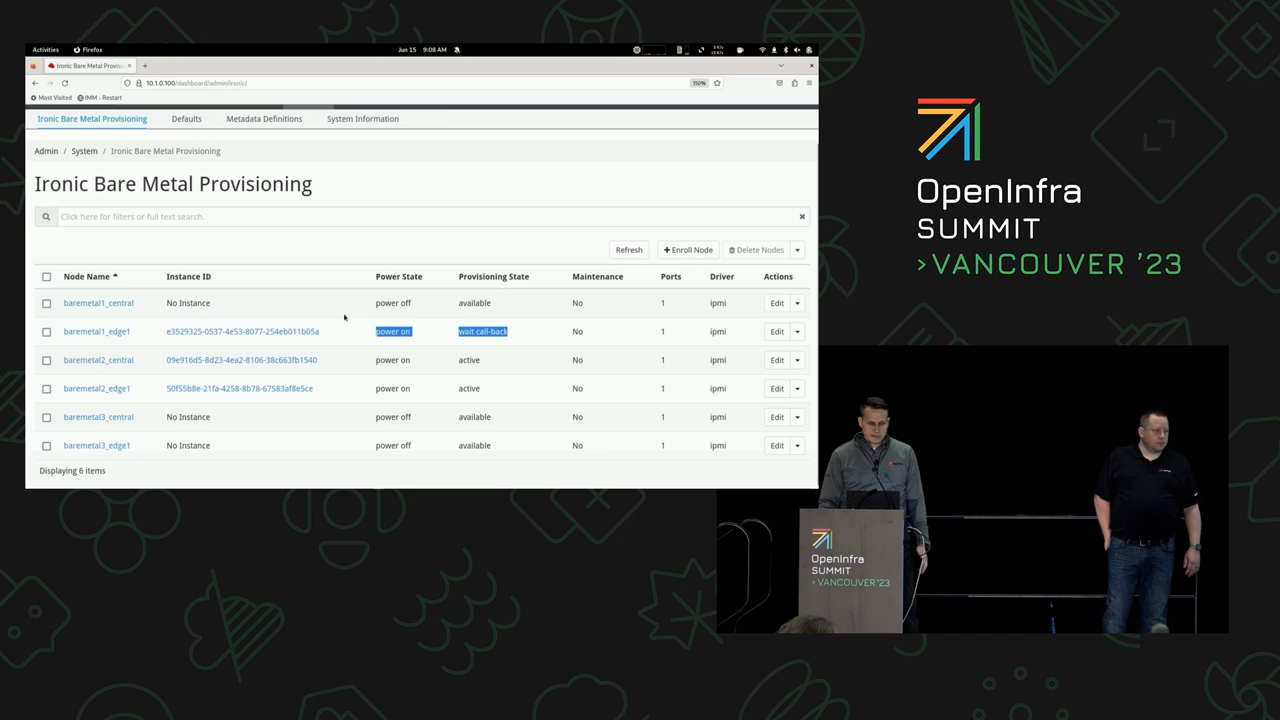 Activities Firefox Jun 15 9:08 AM
Ironic Bare Metal Provisi
10.1.0.100/dashboard/admin/ironic/ 150%
Most Visited IMM - Restart
Ironic Bare Metal Provisioning Defaults Metadata Definitions System Information
Admin / System / Ironic Bare Metal Provisioning
Ironic Bare Metal Provisioning
Click here for filters or full text search.
Refresh Enroll Node Delete Nodes
Node Name Instance ID Power State Provisioning State Maintenance Ports Driver Actions
baremetal1_central No Instance power off available No 1 ipmi Edit
baremetal1_edge1 e3529325-0537-4e53-8077-254eb011b05a power on wait call-back No 1 ipmi Edit
baremetal2_central 09e916d5-8d23-4ea2-8106-38c663fb1540 power on active No 1 ipmi Edit
baremetal2_edge1 50f55b8e-21fa-4258-8b78-67583af8e5ce power on active No 1 ipmi Edit
baremetal3_central No Instance power off available No 1 ipmi Edit
baremetal3_edge1 No Instance power off available No 1 ipmi Edit
Displaying 6 items
OpenInfra
SUMMIT
>VANCOUVER '23
OpenInfra
SUMMIT
>VANCOUVER '23